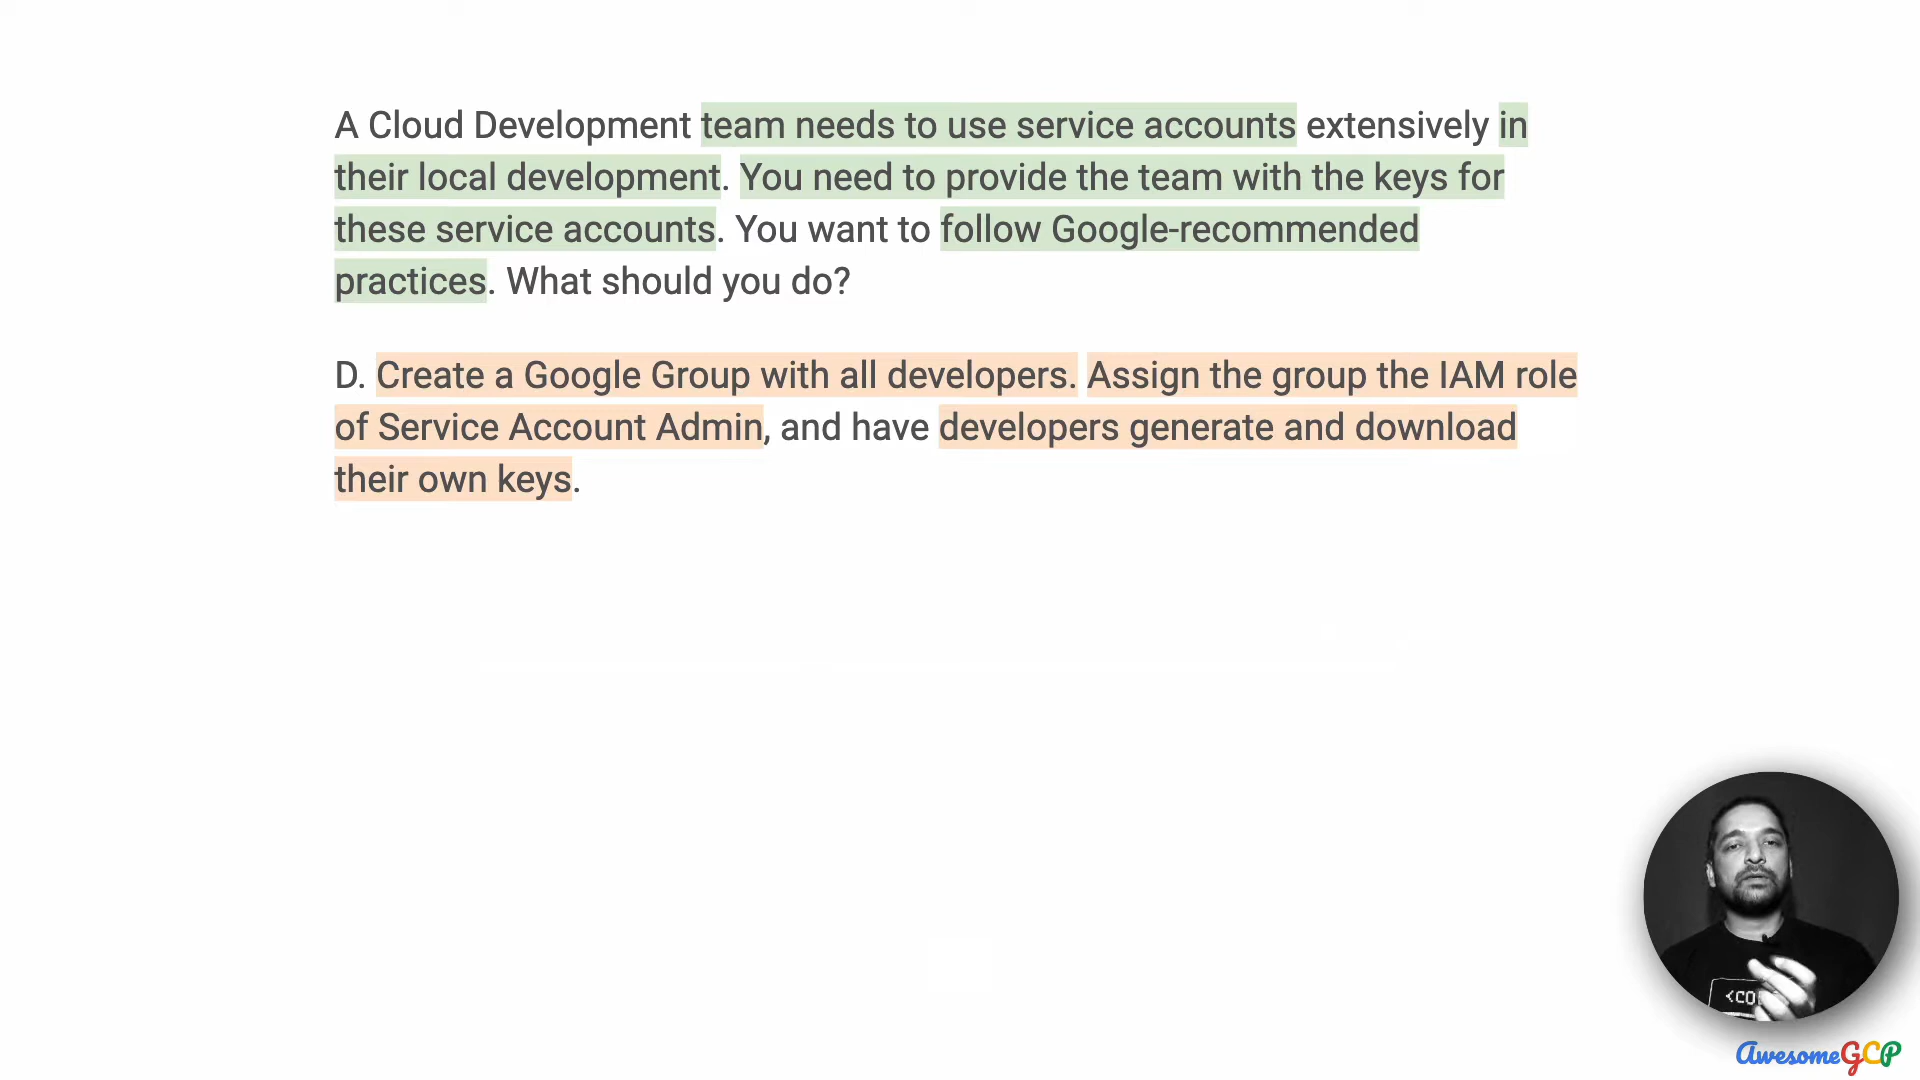 A Cloud Development team needs to use service accounts extensively in
their local development. You need to provide the team with the keys for
these service accounts. You want to follow Google-recommended
practices. What should you do?
D. Create a Google Group with all developers. Assign the group the IAM role
of Service Account Admin, and have developers generate and download
their own keys.
<CO
AwesomeGCP